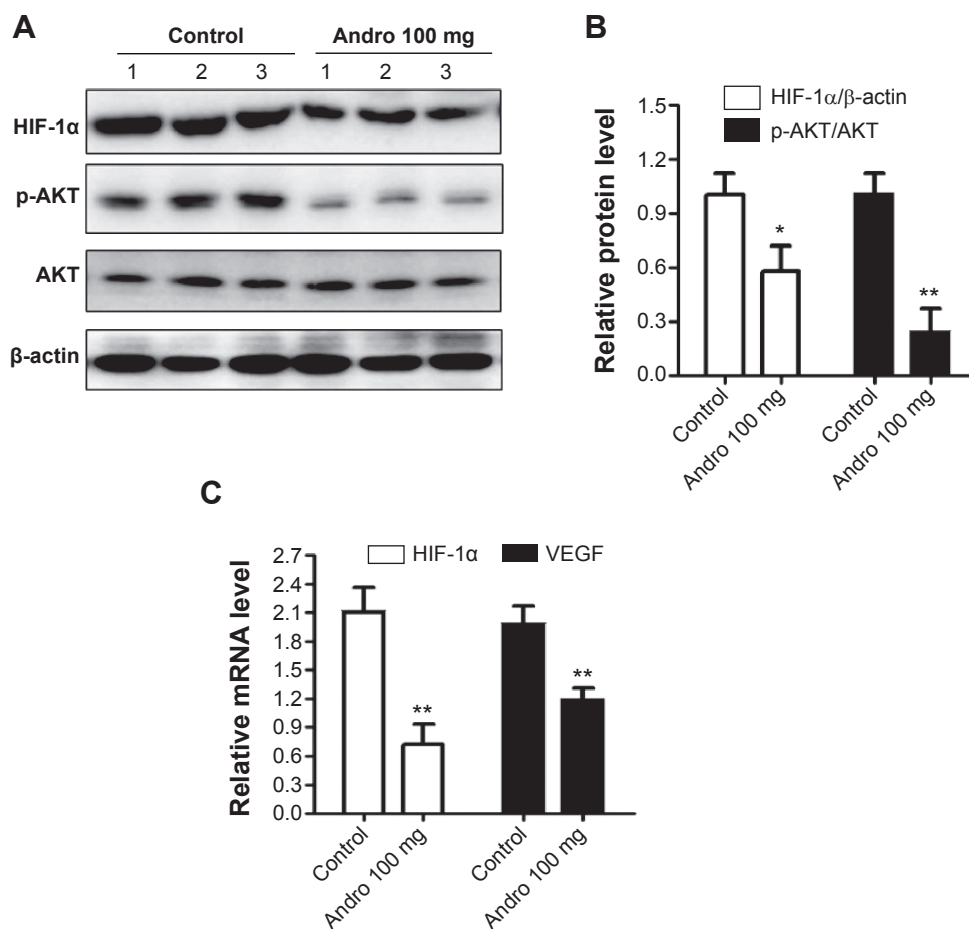 A
Control Andro 100 mg
1 2 3 1 2 3
HIF-1α
p-AKT
AKT
β-actin
B
HIF-1α/β-actin
p-AKT/AKT
Relative protein level
1.5
1.2
0.9
0.6
0.3
0.0
*
**
Control
Andro 100 mg
Control
Andro 100 mg
C
HIF-1α VEGF
Relative mRNA level
2.7
2.4
2.1
1.8
1.5
1.2
0.9
0.6
0.3
0.0
**
**
Control
Andro 100 mg
Control
Andro 100 mg